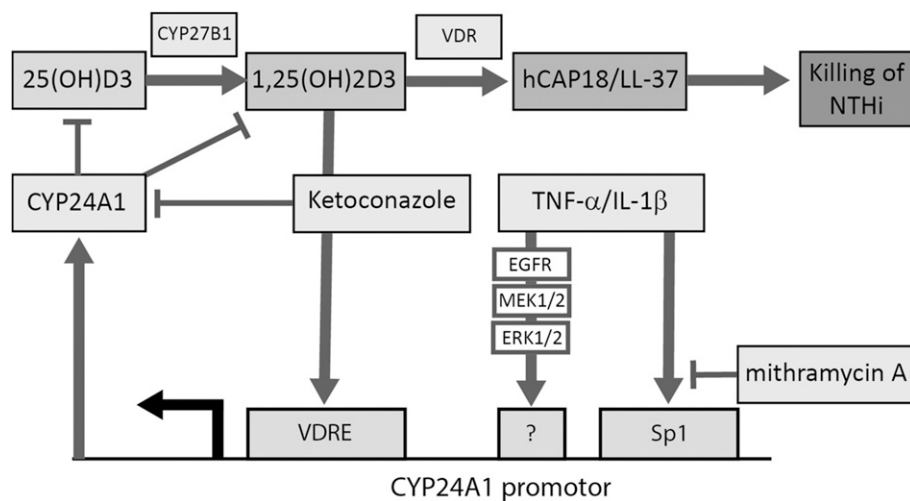 CYP27B1
VDR
25(OH)D3
1,25(OH)2D3
hCAP18/LL-37
Killing of
NTHi
CYP24A1
Ketoconazole
TNF-α/IL-1β
EGFR
MEK1/2
ERK1/2
mithramycin A
VDRE
?
Sp1
CYP24A1 promotor